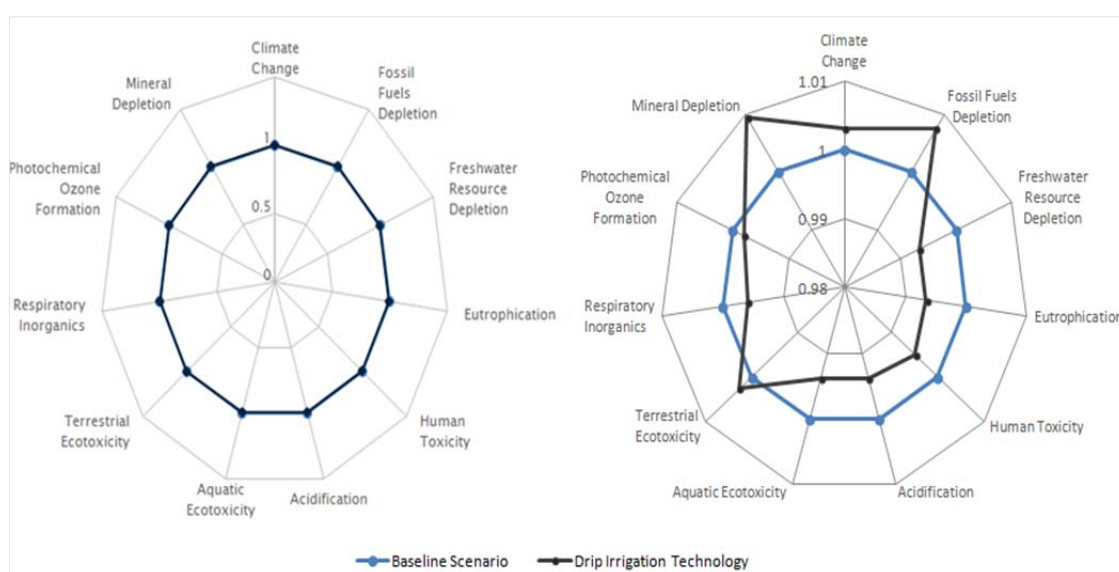 Climate
Change
Fossil
Fuels
Depletion
Freshwater
Resource
Depletion
Eutrophication
Human
Toxicity
Acidification
Aquatic
Ecotoxicity
Terrestrial
Ecotoxicity
Respiratory
Inorganics
Photochemical
Ozone
Formation
Mineral
Depletion
1
0.5
0
Climate
Change
Fossil Fuels
Depletion
Freshwater
Resource
Depletion
Eutrophication
Human Toxicity
Acidification
Aquatic Ecotoxicity
Terrestrial
Ecotoxicity
Respiratory
Inorganics
Photochemical
Ozone
Formation
Mineral Depletion
1.01
1
0.99
0.98
Baseline Scenario
Drip Irrigation Technology